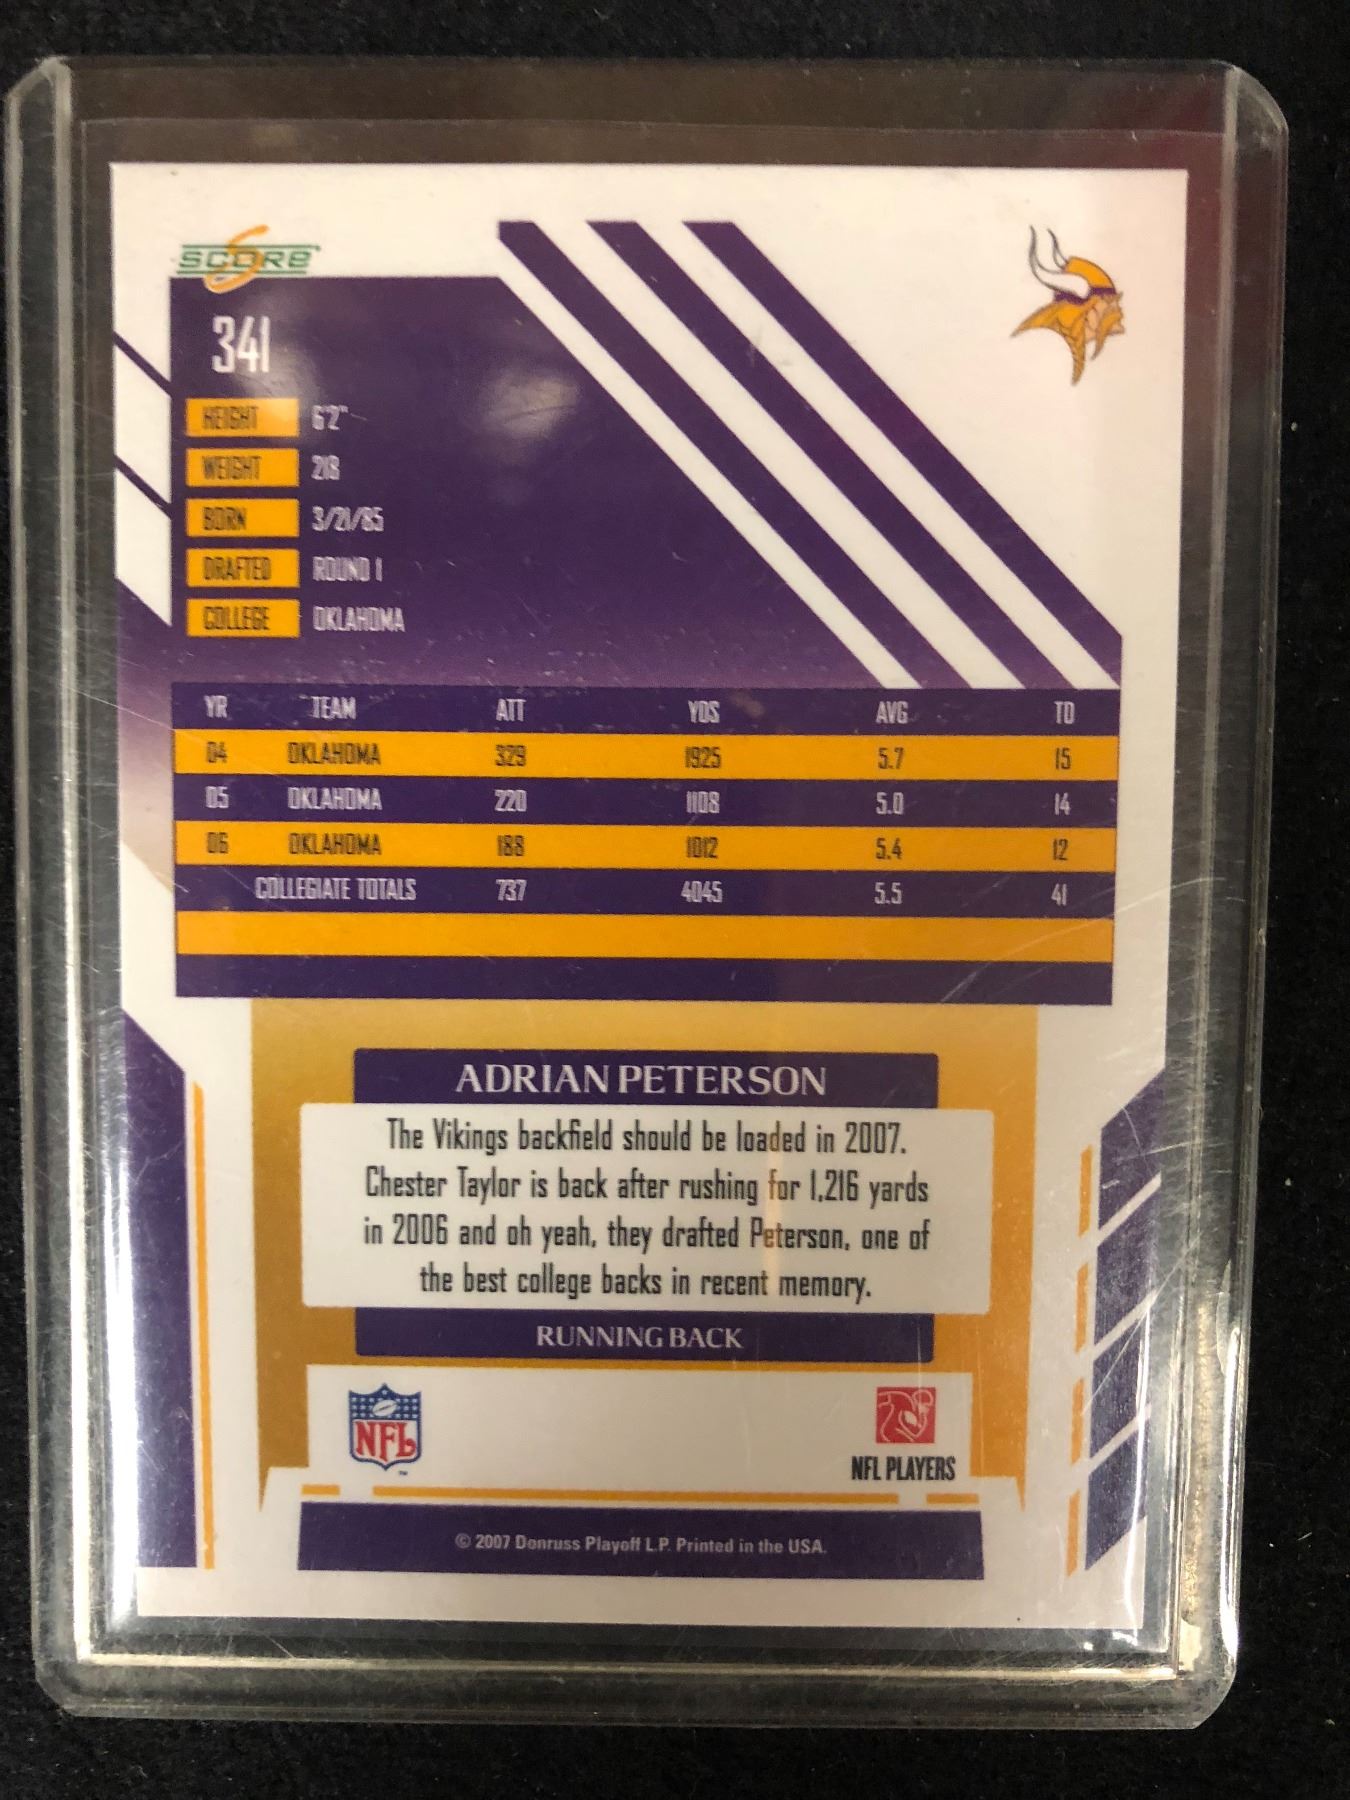 SCORE
341
HEIGHT 6'2"
WEIGHT 218
BORN 3/21/85
DRAFTED ROUND 1
COLLEGE OKLAHOMA
YR TEAM ATT YDS AVG TD
04 OKLAHOMA 329 1925 5.7 15
05 OKLAHOMA 220 1108 5.0 14
06 OKLAHOMA 188 1012 5.4 12
COLLEGIATE TOTALS 737 4045 5.5 41
ADRIAN PETERSON
The Vikings backfield should be loaded in 2007.
Chester Taylor is back after rushing for 1,216 yards
in 2006 and oh yeah, they drafted Peterson, one of
the best college backs in recent memory.
RUNNING BACK
NFL
NFL PLAYERS
© 2007 Donruss Playoff L.P. Printed in the USA.